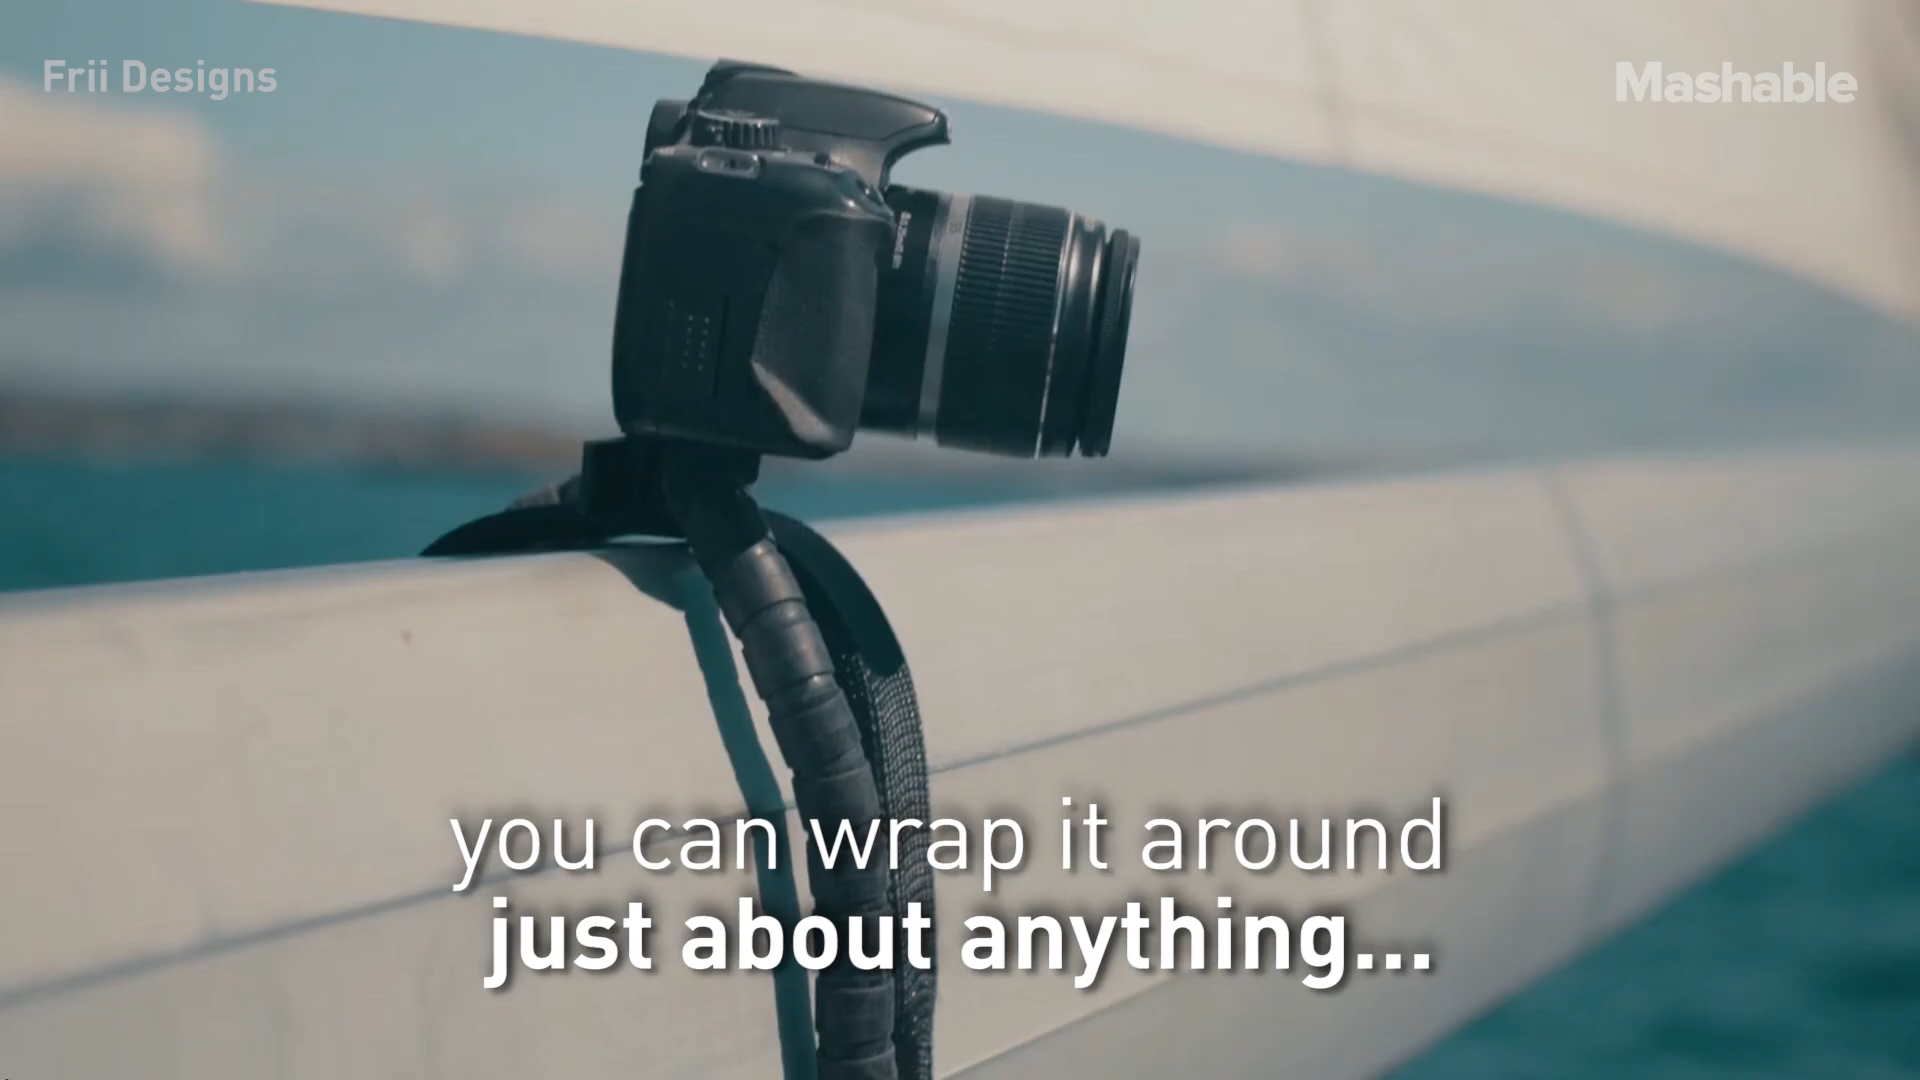 Frii Designs
Mashable
you can wrap it around
just about anything...